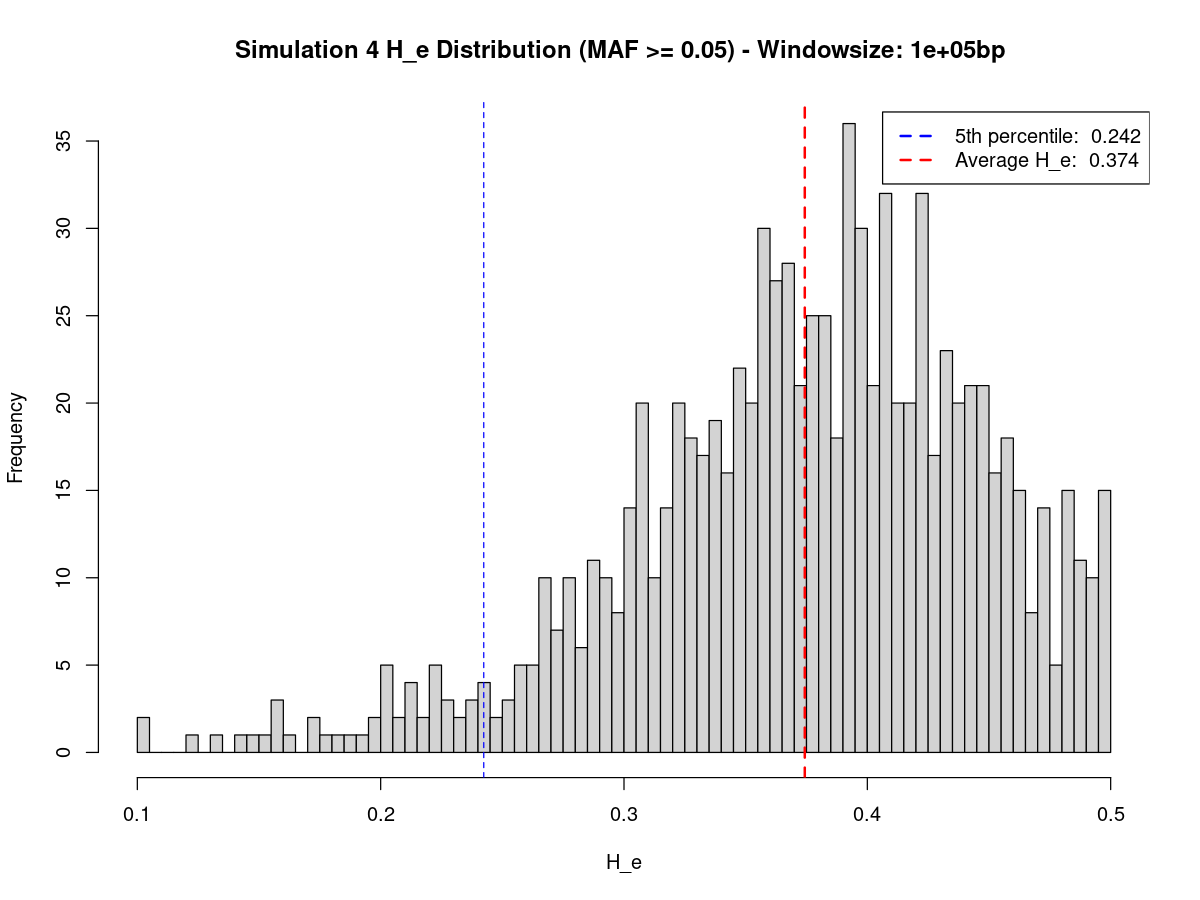 Simulation 4 H_e Distribution (MAF >= 0.05) - Windowsize: 1e+05bp
5th percentile: 0.242
Average H_e: 0.374
Frequency
35
30
25
20
15
10
5
0
0.1 0.2 0.3 0.4 0.5
H_e